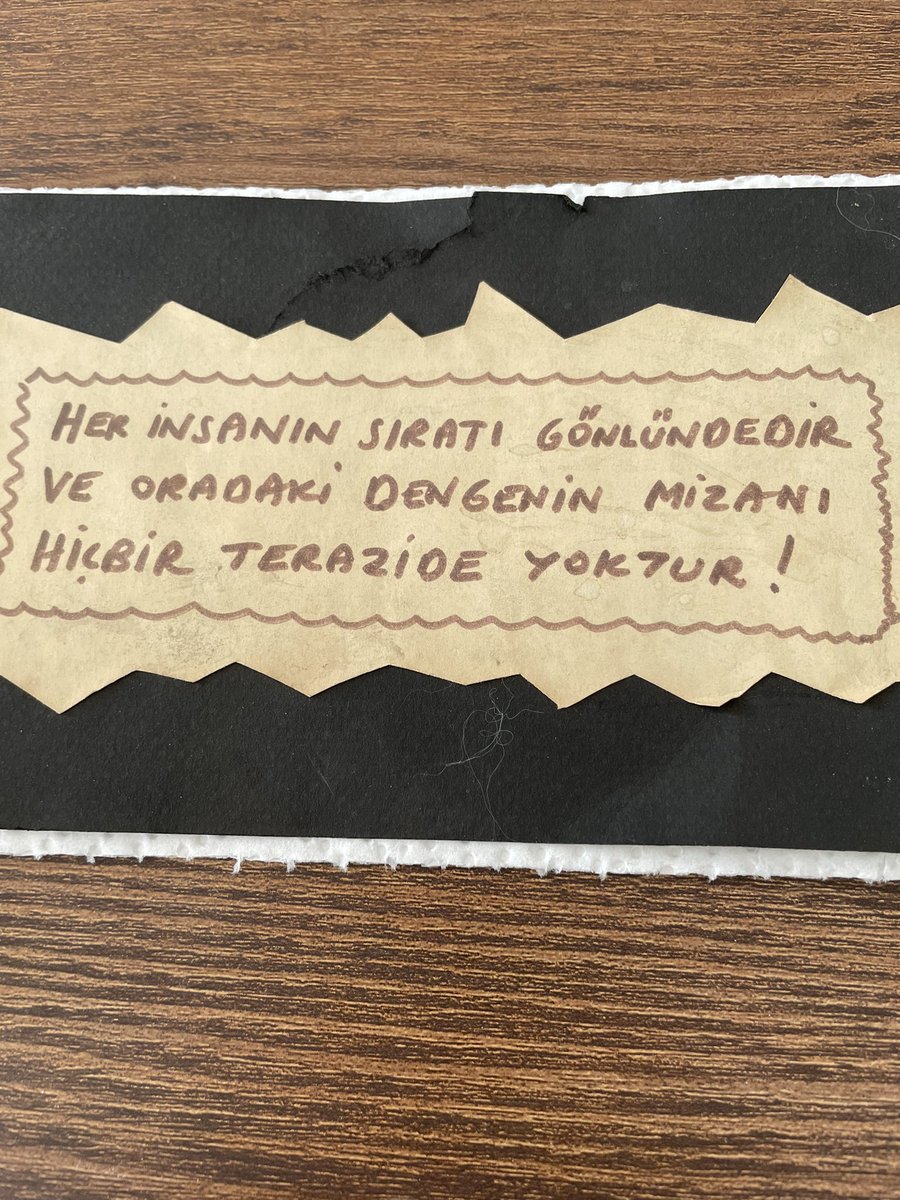 HER İNSANIN SIRATI GÖNLÜNDEDİR
VE ORADAKİ DENGENİN MİZANI
HİÇBİR TERAZİDE YOKTUR!